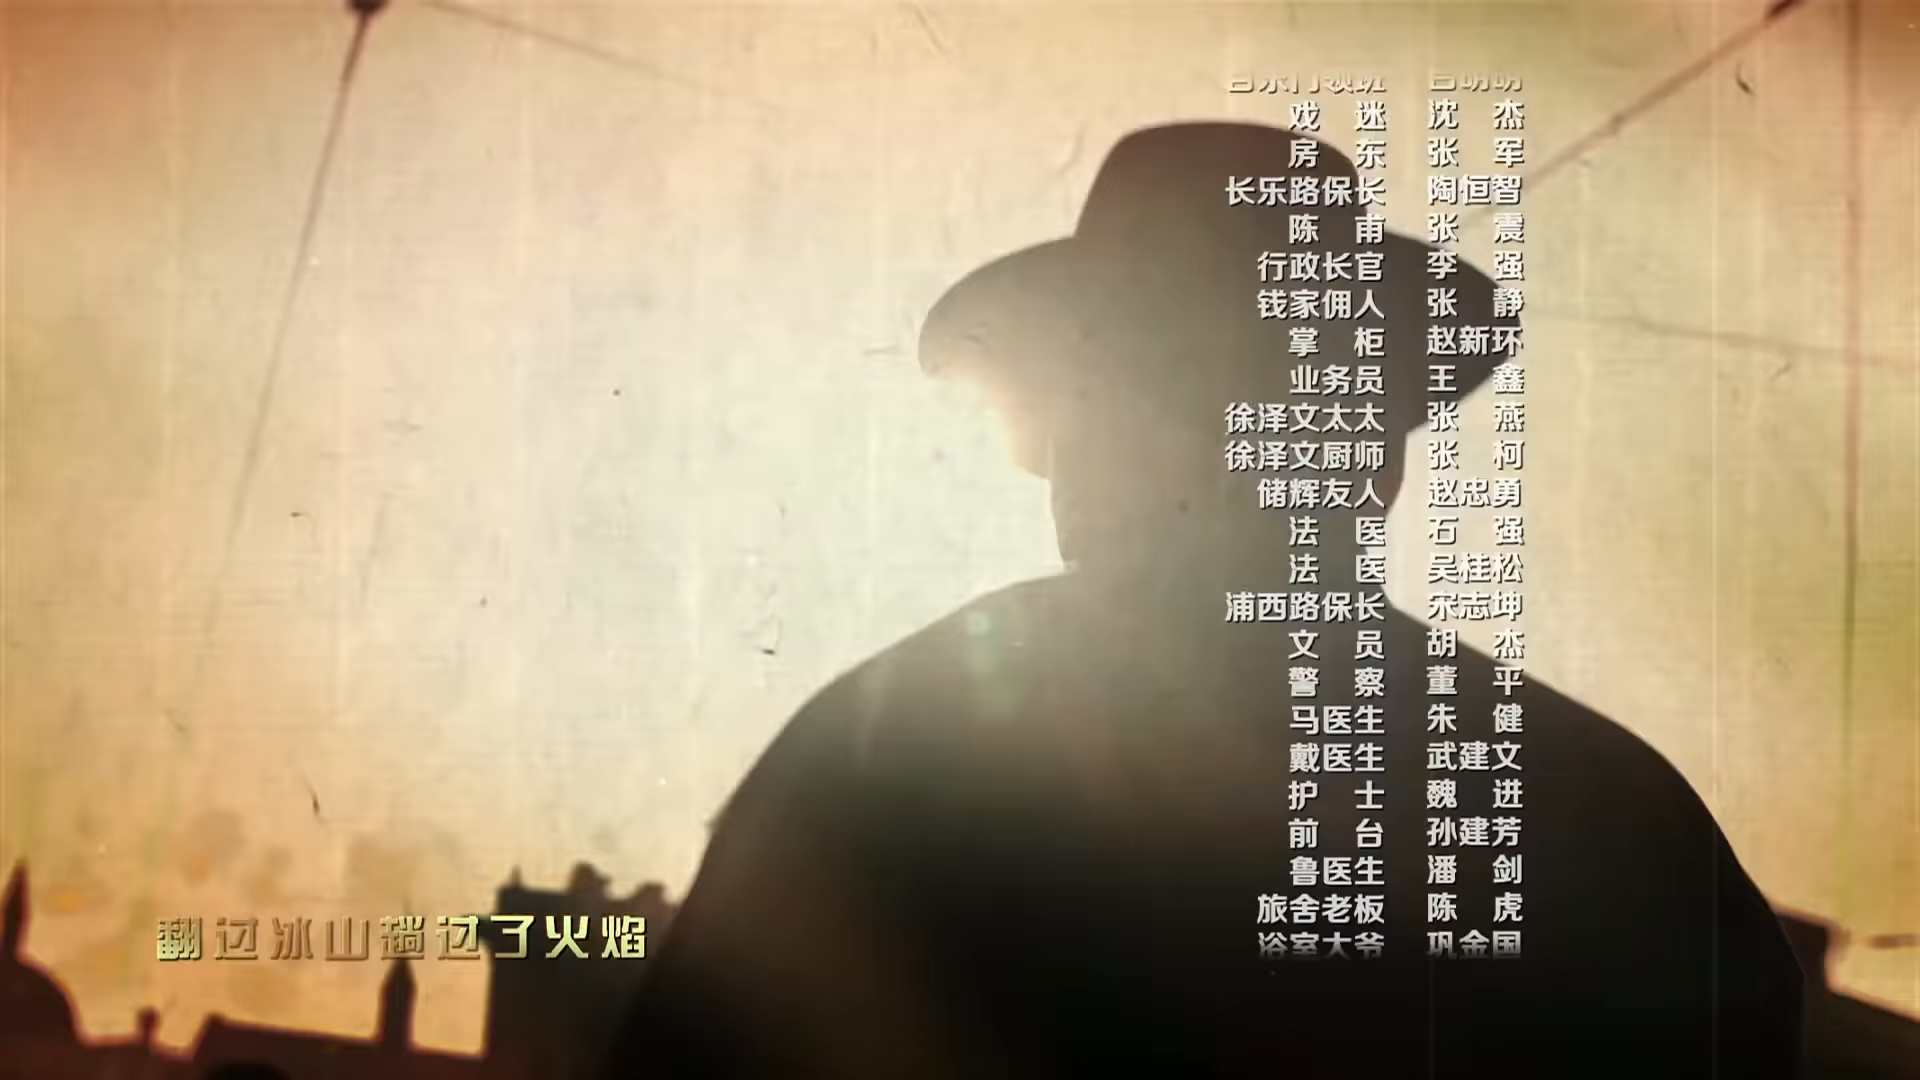 戏迷 沈杰
房东 张军
长乐路保长 陶恒智
陈甫 张震
行政长官 李强
钱家佣人 张静
掌柜 赵新环
业务员 王鑫
徐泽文太太 张燕
徐泽文厨师 张柯
储辉友人 赵忠勇
法医 石强
法医 吴桂松
浦西路保长 宋志坤
文员 胡杰
警察 董平
马医生 朱健
戴医生 武建文
护士 魏进
前台 孙建芳
鲁医生 潘剑
旅舍老板 陈虎
浴室大爷 巩金国
翻过冰山趟过了火焰